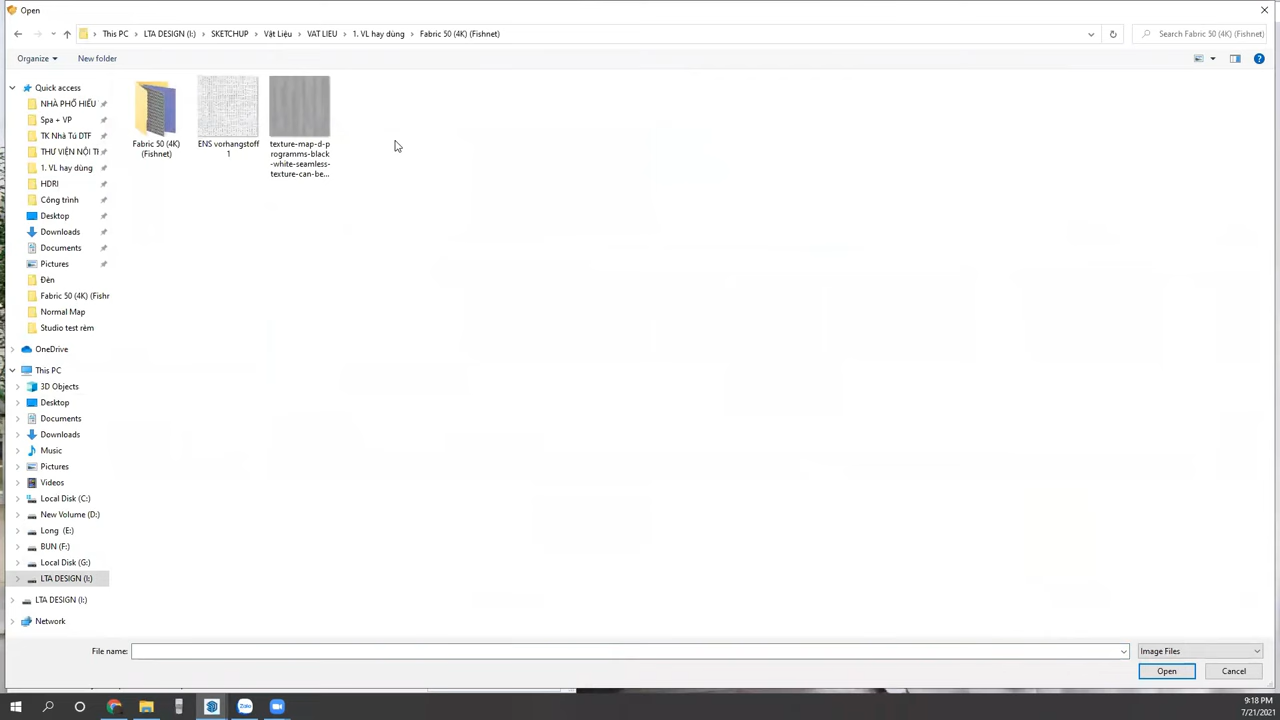 Open
This PC > LTA DESIGN (I:) > SKETCHUP > Vật Liệu > VAT LIEU > 1. VL hay dùng > Fabric 50 (4K) (Fishnet)
Search Fabric 50 (4K) (Fishnet)
Organize
New folder
Quick access
NHÀ PHỐ HIẾU
Spa + VP
TK Nhà Tú DTF
THƯ VIỆN NỘI TH
1. VL hay dùng
HDRI
Công trình
Desktop
Downloads
Documents
Pictures
Đèn
Fabric 50 (4K) (Fishr
Normal Map
Studio test rèm
OneDrive
This PC
3D Objects
Desktop
Documents
Downloads
Music
Pictures
Videos
Local Disk (C:)
New Volume (D:)
Long (E:)
BUN (F:)
Local Disk (G:)
LTA DESIGN (I:)
LTA DESIGN (I:)
Network
Fabric 50 (4K)
(Fishnet)
ENS vorhangstoff
1
texture-map-d-p
rogramms-black
-white-seamless-
texture-can-be...
File name:
Image Files
Open
Cancel
Zalo
9:18 PM
7/21/2021